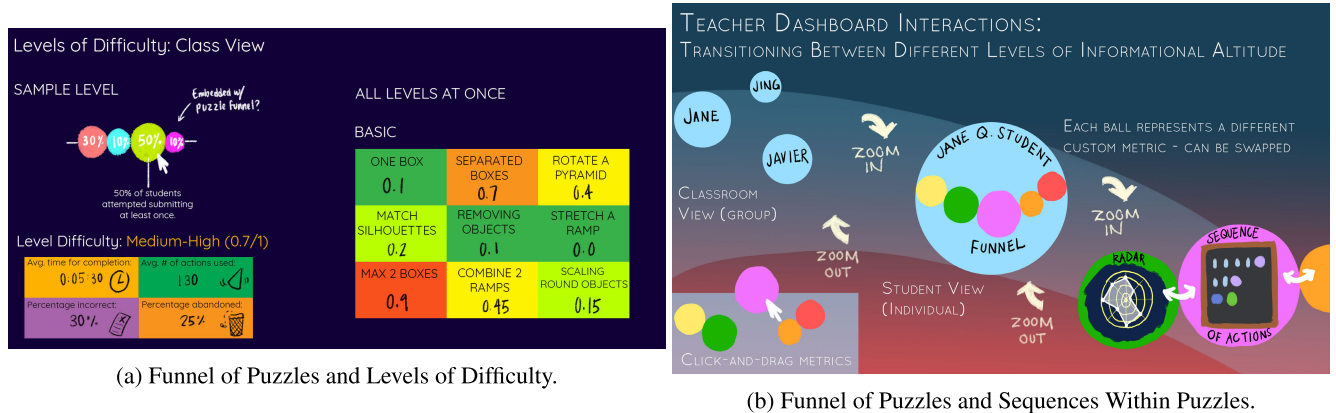 Levels of Difficulty: Class View
SAMPLE LEVEL
Embedded w/
puzzle funnel?
30%
10%
50%
10%
50% of students
attempted submitting
at least once.
Level Difficulty: Medium-High (0.7/1)
Avg. time for completion:
0:05:30
Avg. # of actions used:
130
Percentage incorrect:
30%
Percentage abandoned:
25%
ALL LEVELS AT ONCE
BASIC
ONE BOX
0.1
SEPARATED
BOXES
0.7
ROTATE A
PYRAMID
0.4
MATCH
SILHOUETTES
0.2
REMOVING
OBJECTS
0.1
STRETCH A
RAMP
0.0
MAX 2 BOXES
0.9
COMBINE 2
RAMPS
0.45
SCALING
ROUND OBJECTS
0.15
(a) Funnel of Puzzles and Levels of Difficulty.
TEACHER DASHBOARD INTERACTIONS:
TRANSITIONING BETWEEN DIFFERENT LEVELS OF INFORMATIONAL ALTITUDE
JING
JANE
JAVIER
ZOOM
IN
JANE Q. STUDENT
FUNNEL
EACH BALL REPRESENTS A DIFFERENT
CUSTOM METRIC - CAN BE SWAPPED
CLASSROOM
VIEW (GROUP)
ZOOM
OUT
ZOOM
IN
STUDENT VIEW
(INDIVIDUAL)
ZOOM
OUT
RADAR
SEQUENCE
OF ACTIONS
CLICK-AND-DRAG METRICS
(b) Funnel of Puzzles and Sequences Within Puzzles.